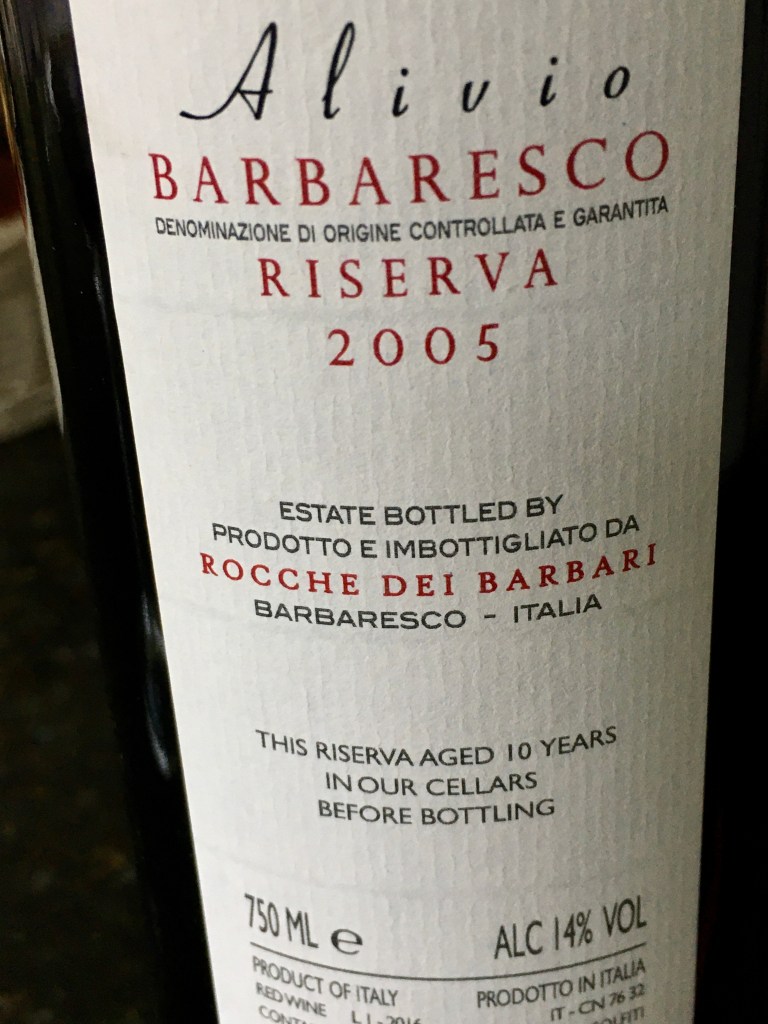 Alivio
BARBARESCO
DENOMINAZIONE DI ORIGINE CONTROLLATA E GARANTITA
RISERVA
2005
ESTATE BOTTLED BY
PRODOTTO E IMBOTTIGLIATO DA
ROCCHE DEI BARBARI
BARBARESCO - ITALIA
THIS RISERVA AGED 10 YEARS
IN OUR CELLARS
BEFORE BOTTLING
750 ML e
ALC 14% VOL
PRODUCT OF ITALY
RED WINE
PRODOTTO IN ITALIA
IT - CN 76 32